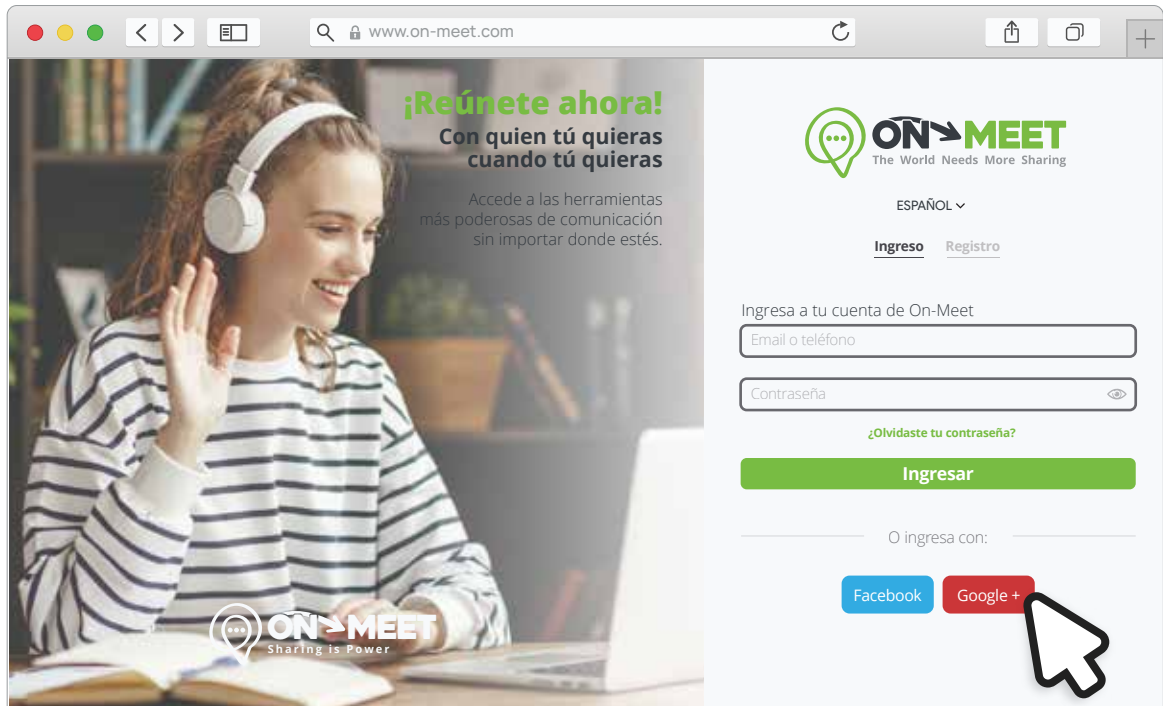 www.on-meet.com
¡Reúnete ahora!
Con quien tú quieras
cuando tú quieras
Accede a las herramientas
más poderosas de comunicación
sin importar donde estés.
ON MEET
Sharing is Power
ON MEET
The World Needs More Sharing
ESPAÑOL
Ingreso Registro
Ingresa a tu cuenta de On-Meet
Email o teléfono
Contraseña
¿Olvidaste tu contraseña?
Ingresar
O ingresa con:
Facebook Google +